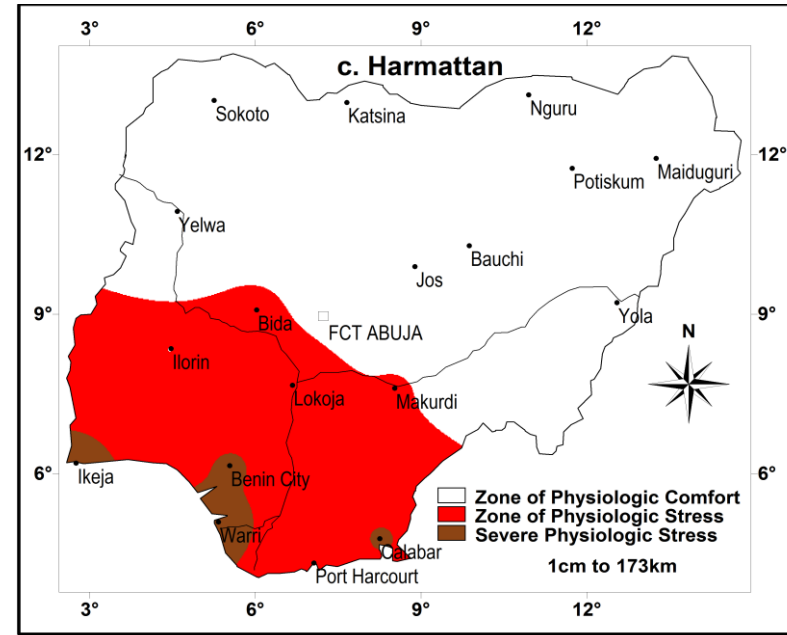 3° 6° 9° 12°
c. Harmattan
Sokoto
Katsina
Nguru
12° 12°
Maiduguri
Potiskum
Yelwa
Bauchi
Jos
9° 9°
Bida
FCT ABUJA
Yola
N
Ilorin
Lokoja
Makurdi
6° 6°
Ikeja
Benin City
Warri
Calabar
Port Harcourt
Zone of Physiologic Comfort
Zone of Physiologic Stress
Severe Physiologic Stress
1cm to 173km
3° 6° 9° 12°